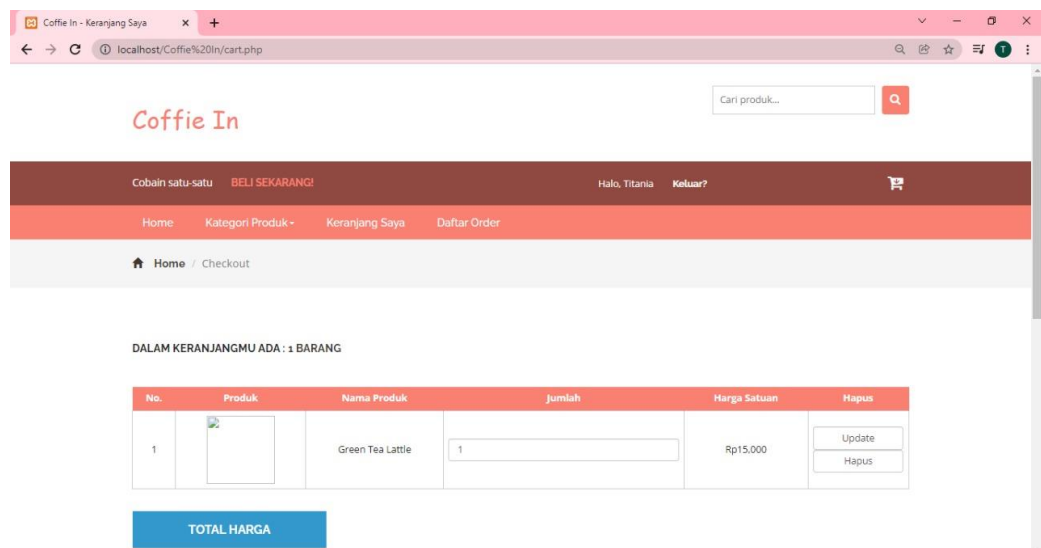 Coffie In - Keranjang Saya
localhost/Coffie%20In/cart.php
T
Coffie In
Cari produk...
Cobain satu-satu BELI SEKARANG! Halo, Titania Keluar?
Home Kategori Produk Keranjang Saya Daftar Order
Home / Checkout
DALAM KERANJANGMU ADA : 1 BARANG
No. Produk Nama Produk Jumlah Harga Satuan Hapus
1 Green Tea Lattle 1 Rp15,000 Update
Hapus
TOTAL HARGA